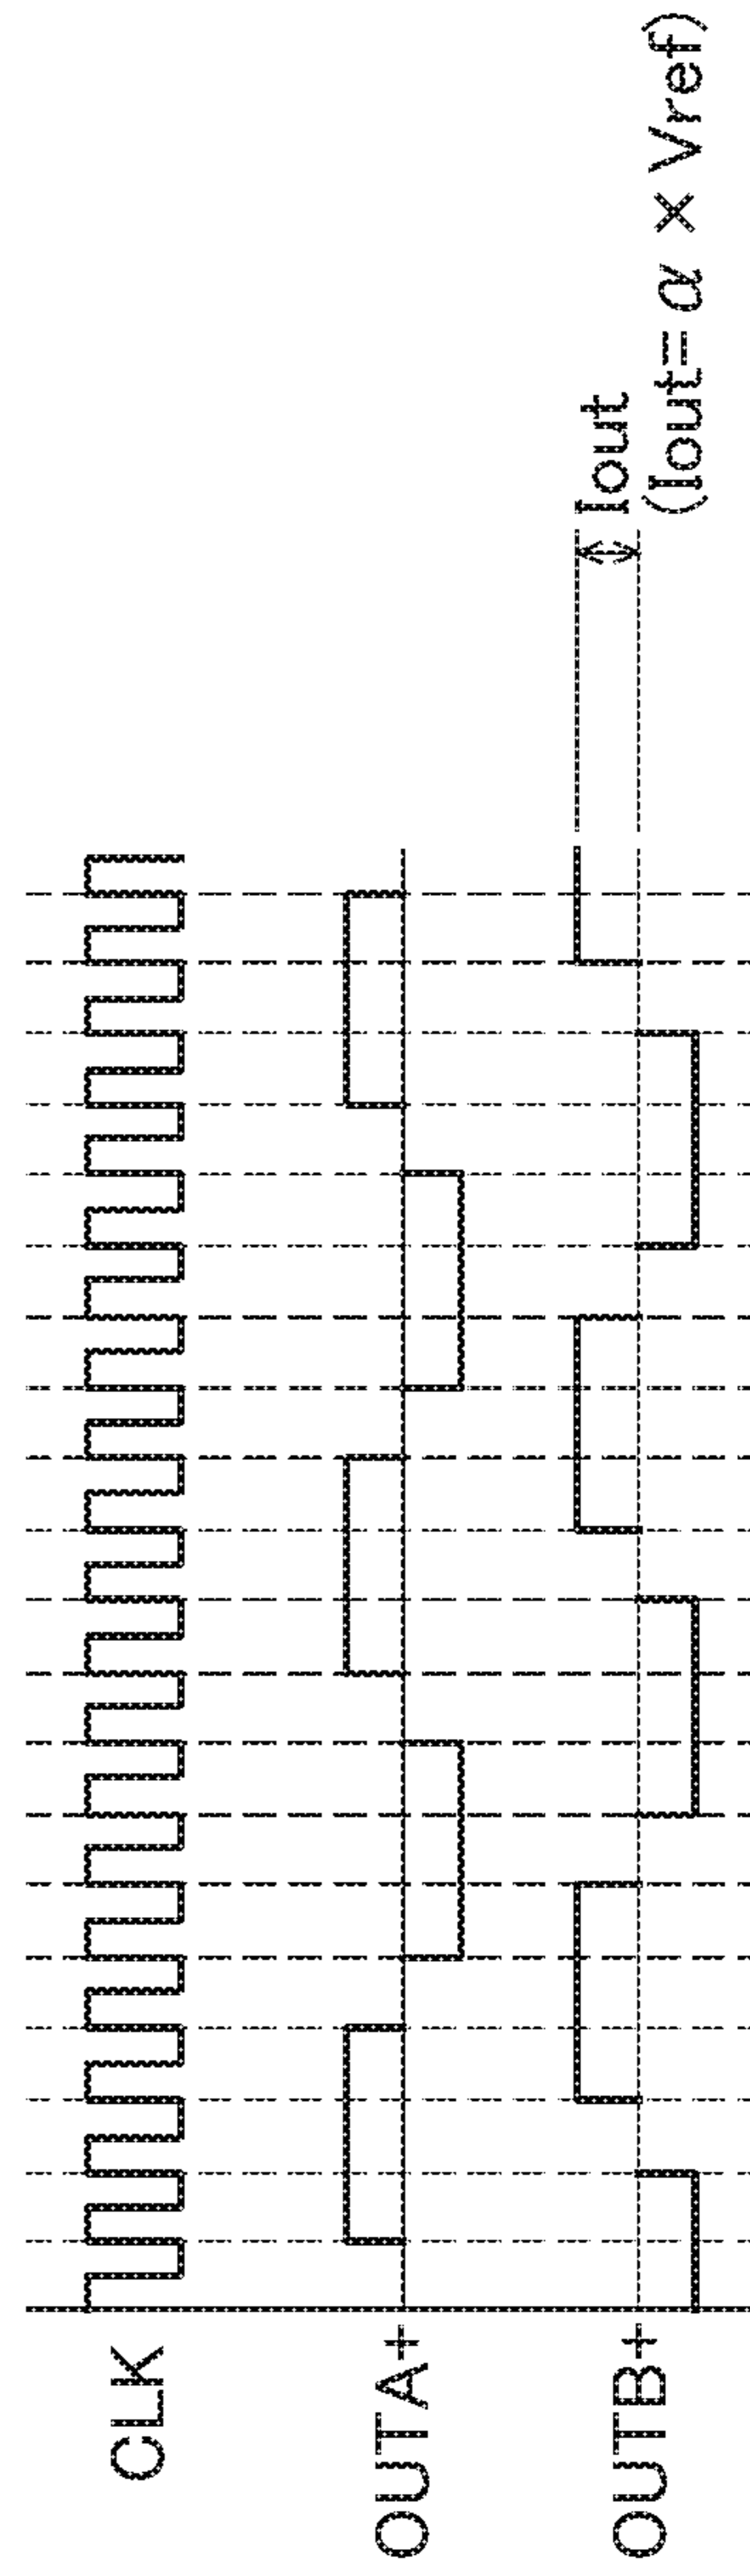 CLK
OUTA+
OUTB+
Iout
(Iout=α × Vref)